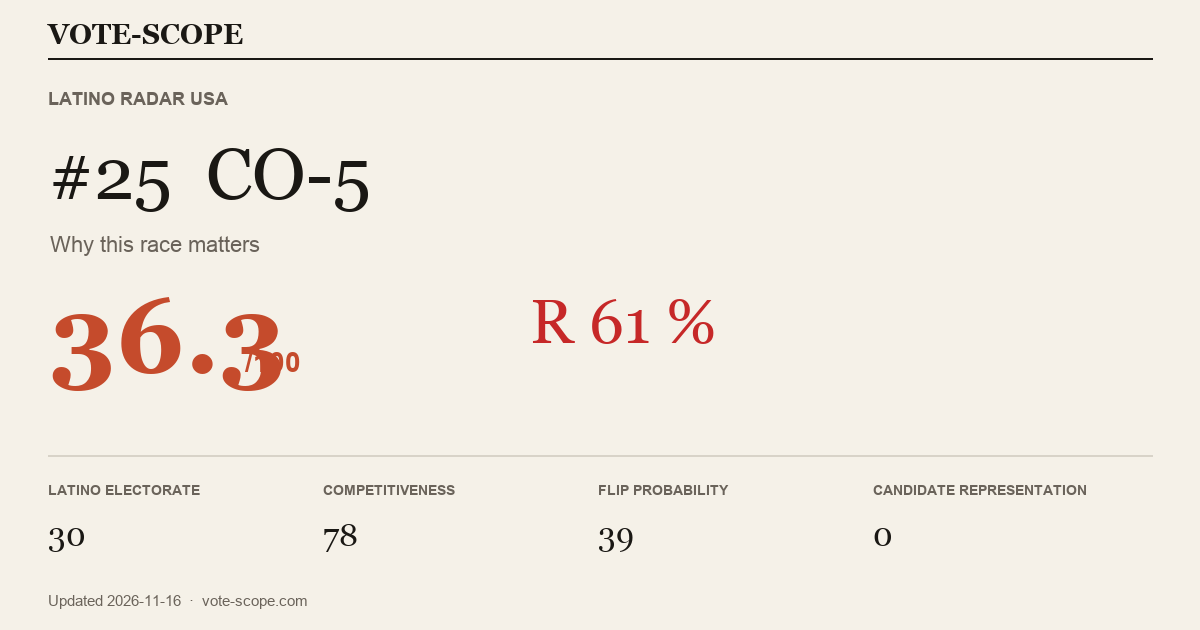 VOTE-SCOPE
LATINO RADAR USA
#25 CO-5
Why this race matters
36.3 /100
R 61 %
LATINO ELECTORATE
COMPETITIVENESS
FLIP PROBABILITY
CANDIDATE REPRESENTATION
30
78
39
0
Updated 2026-11-16 · vote-scope.com